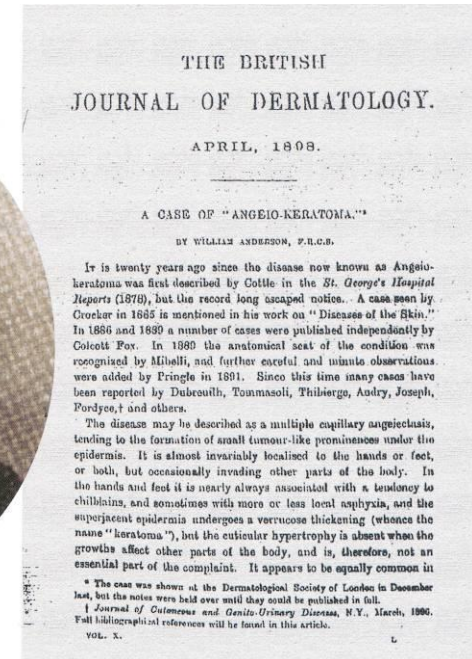 THE BRITISH
JOURNAL OF DERMATOLOGY.
APRIL, 1898.
A CASE OF "ANGEIO-KERATOMA."*
BY WILLIAM ANDERSON, F.R.C.S.
It is twenty years ago since the disease now known as Angeio-
keratoma was first described by Cottle in the St. George's Hospital
Reports (1878), but the record long escaped notice. A case seen by
Crocker in 1885 is mentioned in his work on "Diseases of the Skin."
In 1886 and 1889 a number of cases were published independently by
Colcott Fox. In 1889 the anatomical seat of the condition was
recognized by Mibelli, and further careful and minute observations
were added by Pringle in 1891. Since this time many cases have
been reported by Dubreuilh, Tommasoli, Thibierge, Audry, Joseph,
Fordyce,† and others.
The disease may be described as a multiple capillary angeiectasis,
tending to the formation of small tumour-like prominences under the
epidermis. It is almost invariably localised to the hands or feet,
or both, but occasionally invading other parts of the body. In
the hands and feet it is nearly always associated with a tendency to
chilblains, and sometimes with more or less local asphyxia, and the
superjacent epidermis undergoes a verrucose thickening (whence the
name "keratoma"), but the cuticular hypertrophy is absent when the
growths affect other parts of the body, and is, therefore, not an
essential part of the complaint. It appears to be equally common in
* The case was shown at the Dermatological Society of London in December
last, but the notes were held over until they could be published in full.
† Journal of Cutaneous and Genito-Urinary Diseases, N.Y., March, 1896.
Full bibliographical references will be found in this article.
VOL. X. L